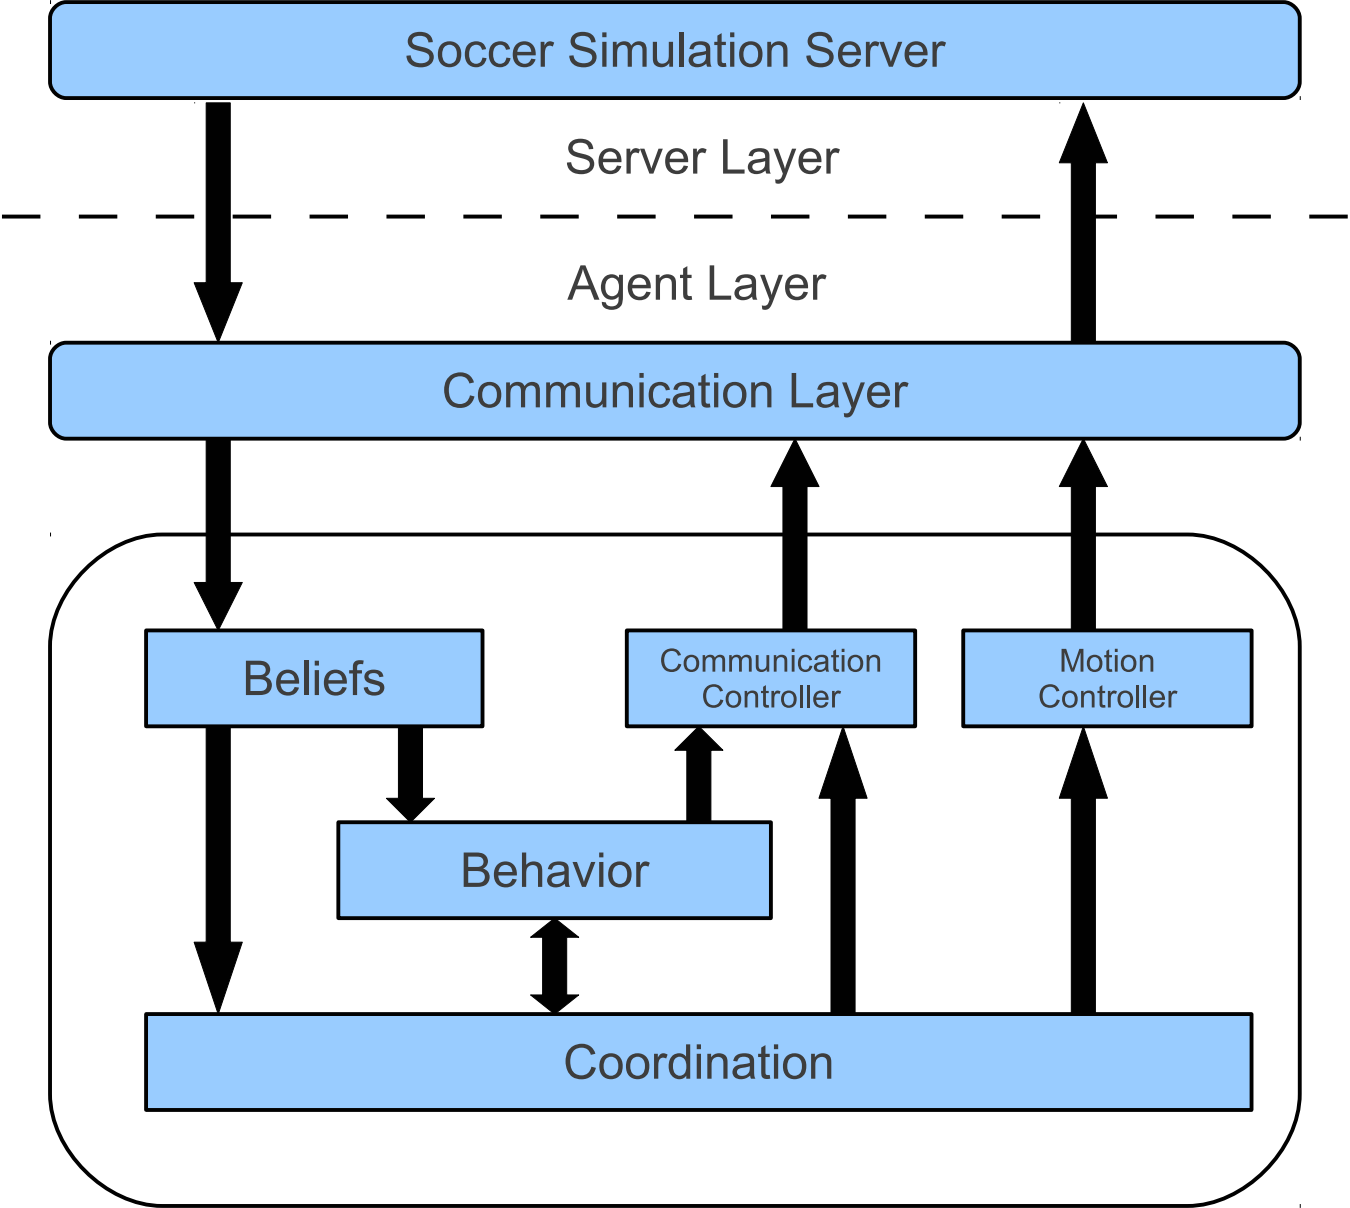 Soccer Simulation Server
Server Layer
Agent Layer
Communication Layer
Beliefs
Communication
Controller
Motion
Controller
Behavior
Coordination